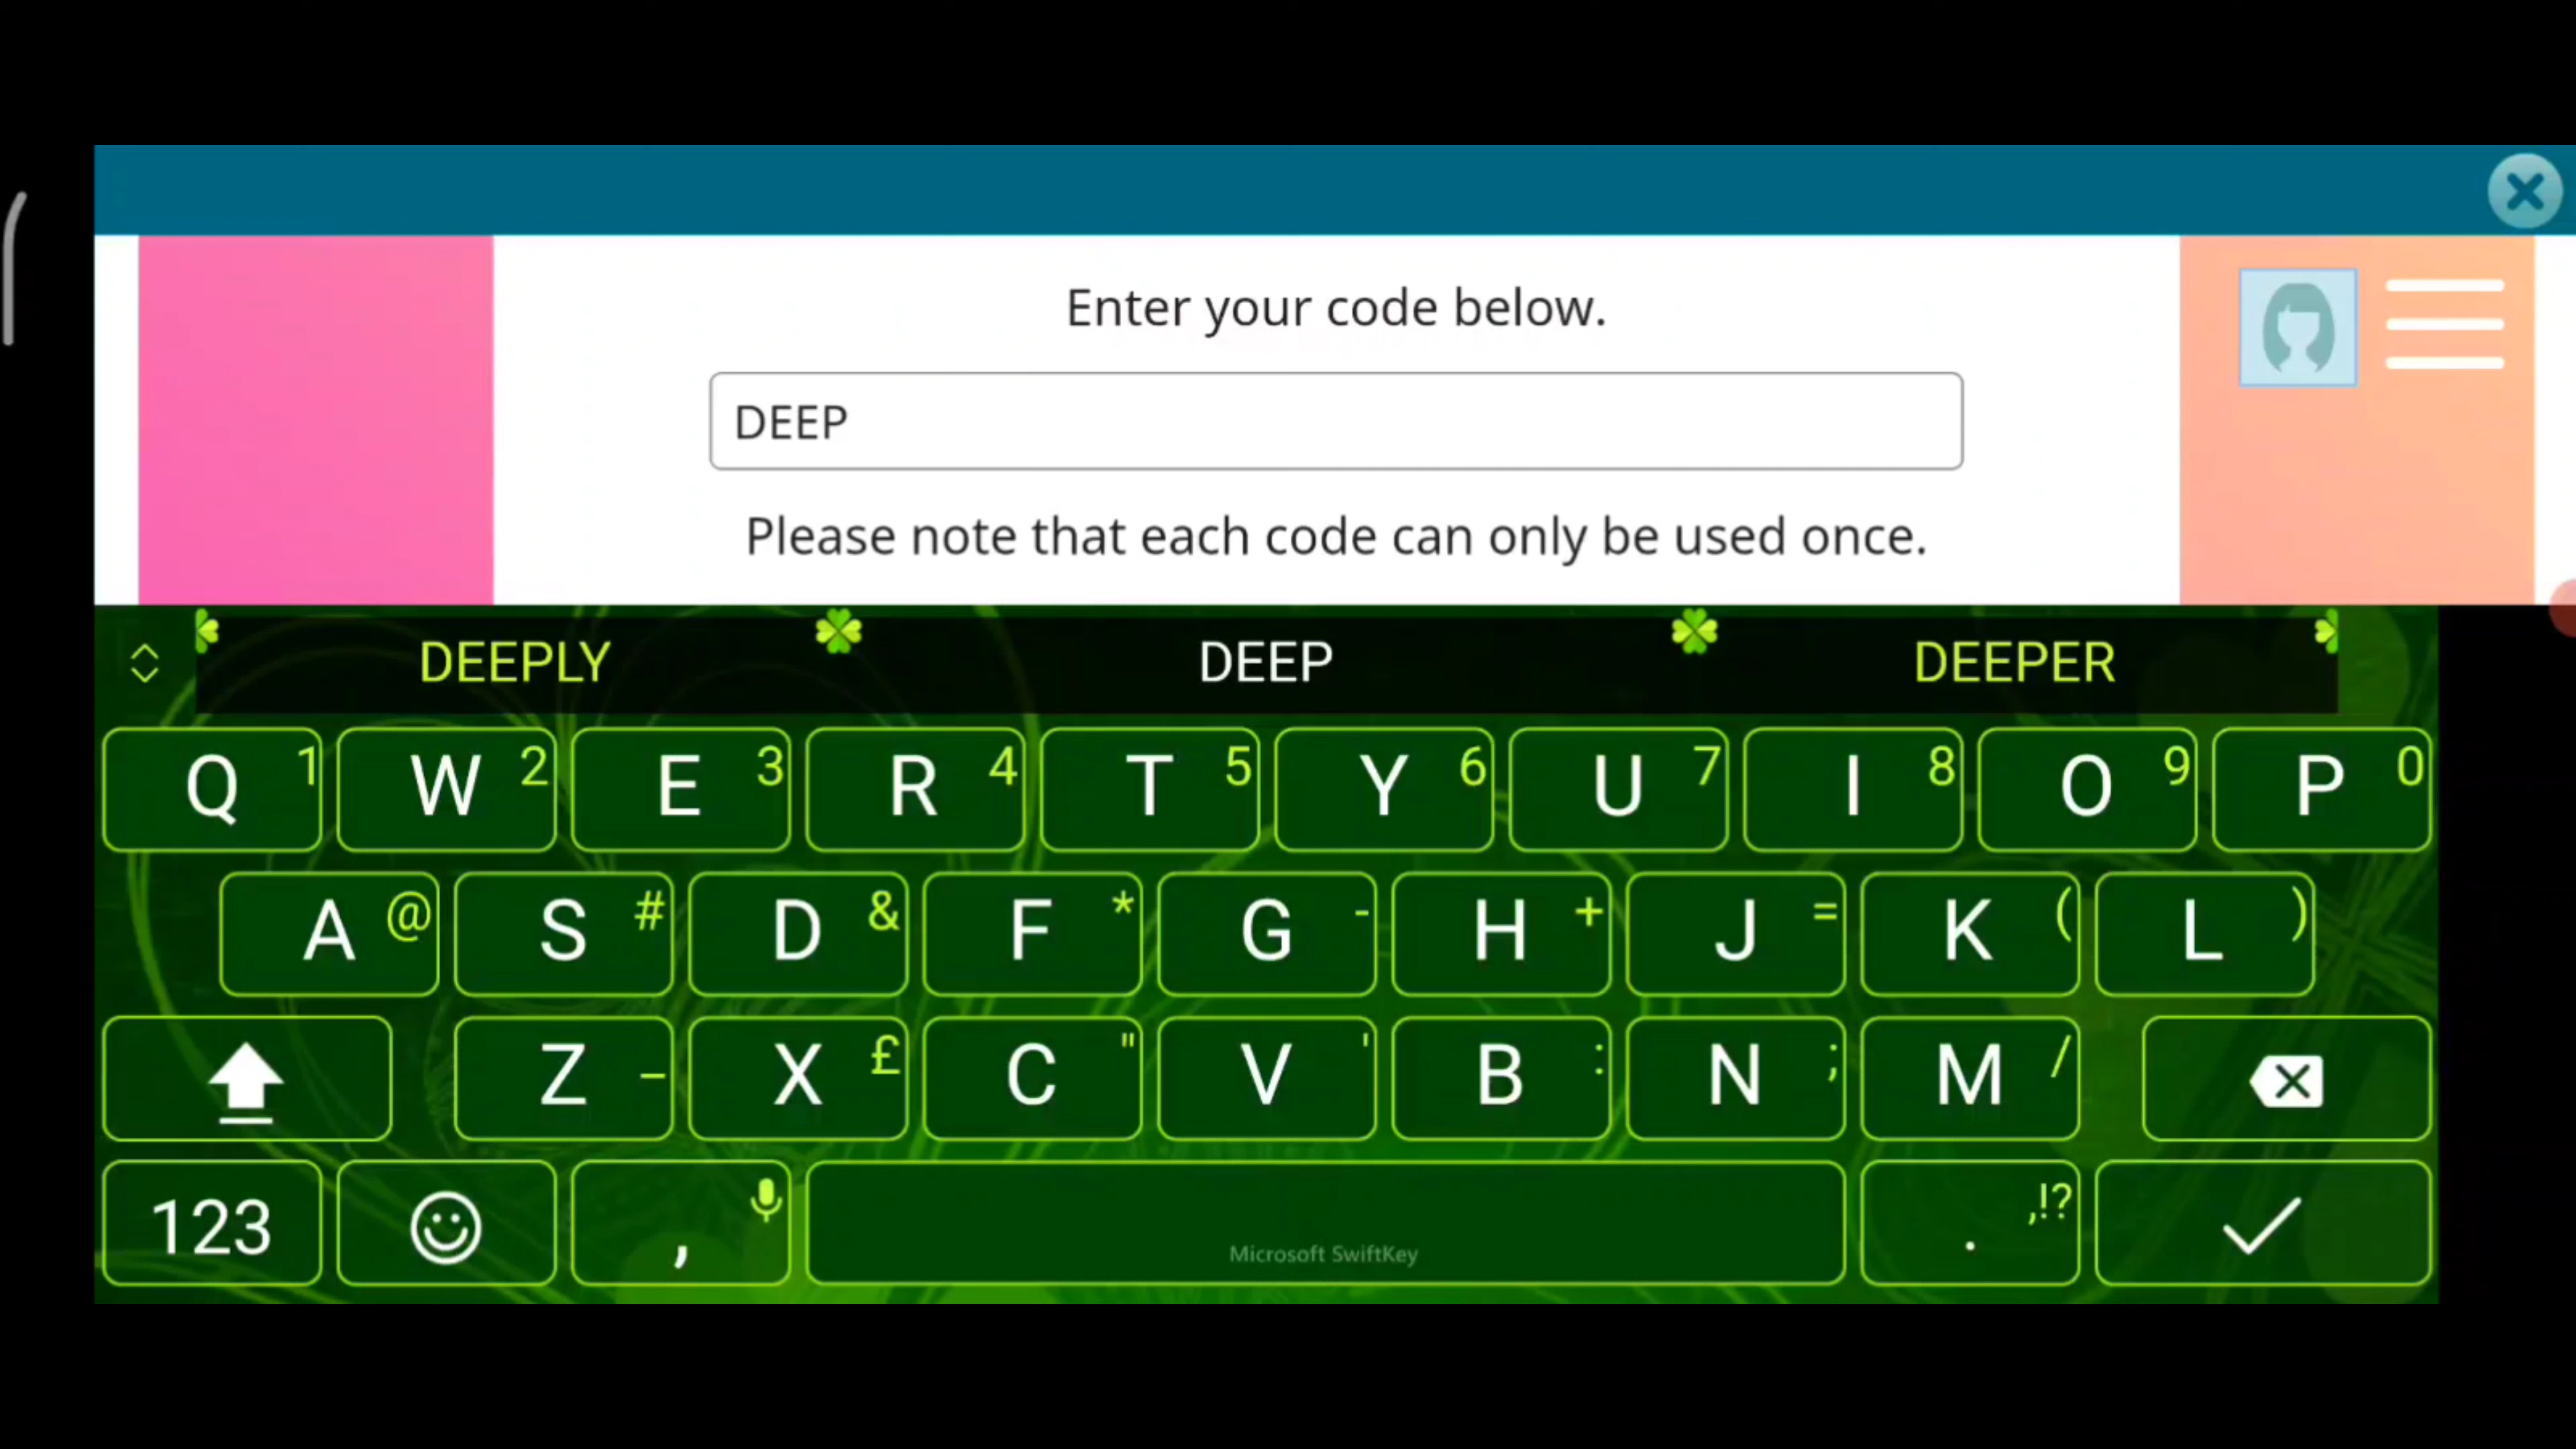 Enter your code below.
DEEP
Please note that each code can only be used once.
DEEPLY DEEP DEEPER
Q 1 W 2 E 3 R 4 T 5 Y 6 U 7 I 8 O 9 P 0
A @ S # D & F * G - H + J = K ( L )
Z _ X £ C " V ' B : N ; M /
123 , . ,!?
Microsoft SwiftKey